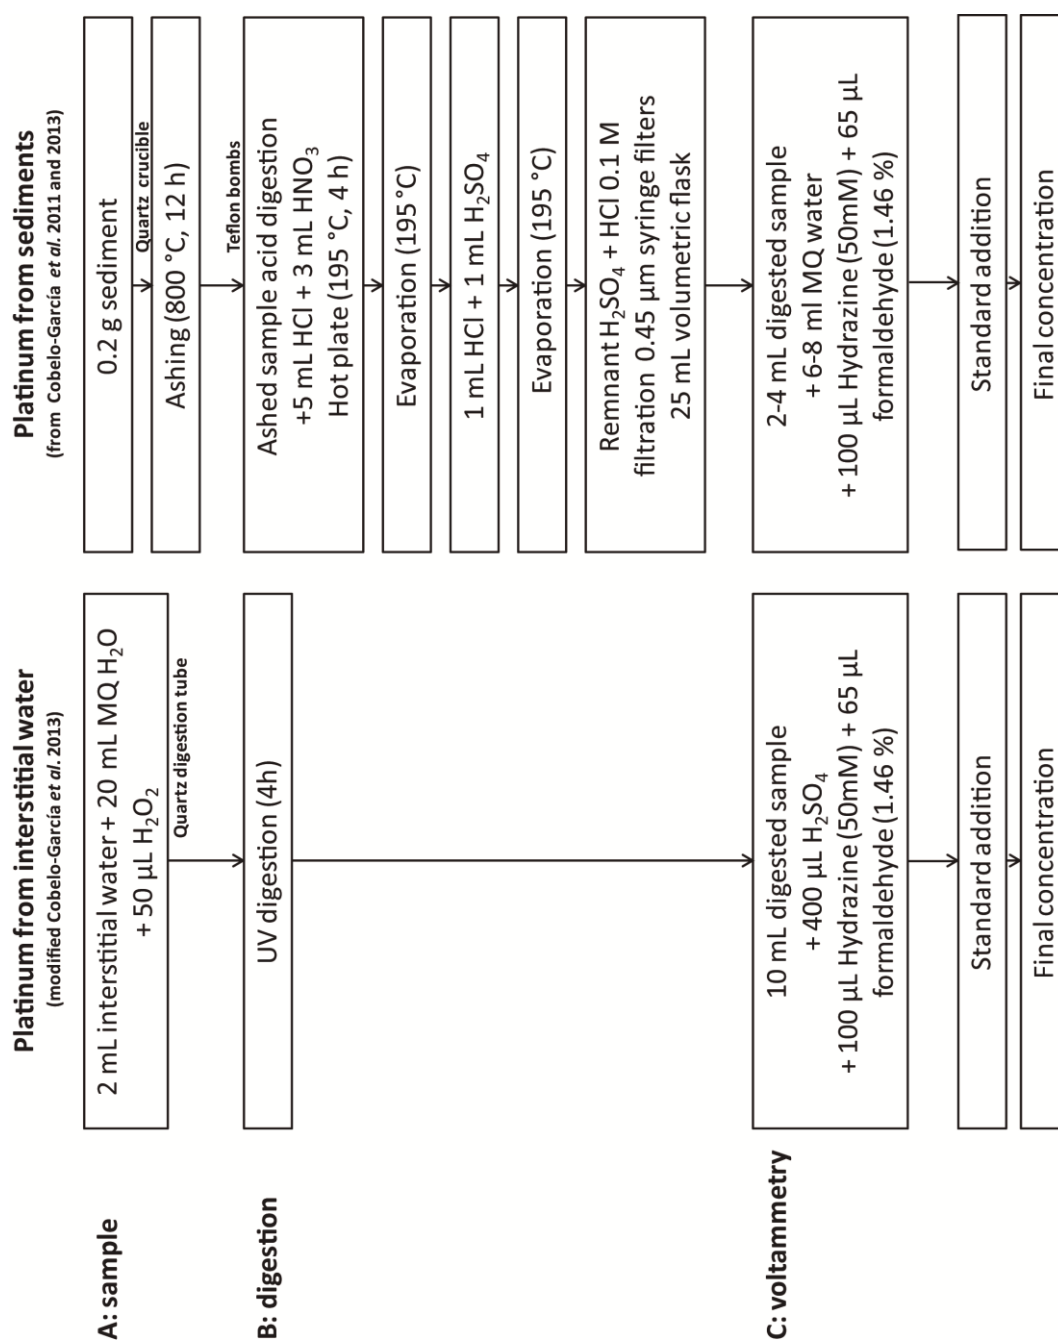 Platinum from interstitial water
(modified Cobelo-García et al. 2013)
Platinum from sediments
(from Cobelo-García et al. 2011 and 2013)
A: sample
2 mL interstitial water + 20 mL MQ H₂O
+ 50 µL H₂O₂
Quartz digestion tube
0.2 g sediment
Quartz crucible
Ashing (800 °C, 12 h)
Teflon bombs
B: digestion
UV digestion (4h)
Ashed sample acid digestion
+5 mL HCl + 3 mL HNO₃
Hot plate (195 °C, 4 h)
Evaporation (195 °C)
1 mL HCl + 1 mL H₂SO₄
Evaporation (195 °C)
Remnant H₂SO₄ + HCl 0.1 M
filtration 0.45 µm syringe filters
25 mL volumetric flask
C: voltammetry
10 mL digested sample
+ 400 µL H₂SO₄
+ 100 µL Hydrazine (50mM) + 65 µL
formaldehyde (1.46 %)
2-4 mL digested sample
+ 6-8 ml MQ water
+ 100 µL Hydrazine (50mM) + 65 µL
formaldehyde (1.46 %)
Standard addition
Standard addition
Final concentration
Final concentration